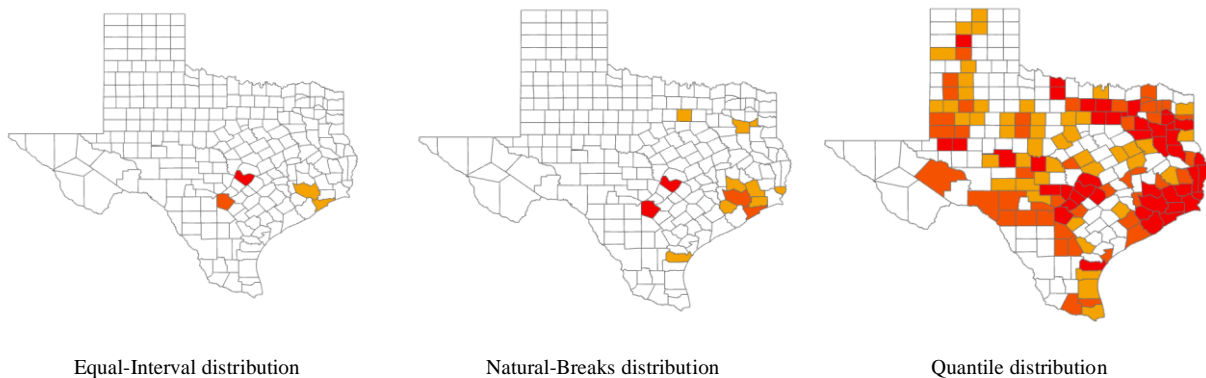 Equal-Interval distribution
Natural-Breaks distribution
Quantile distribution